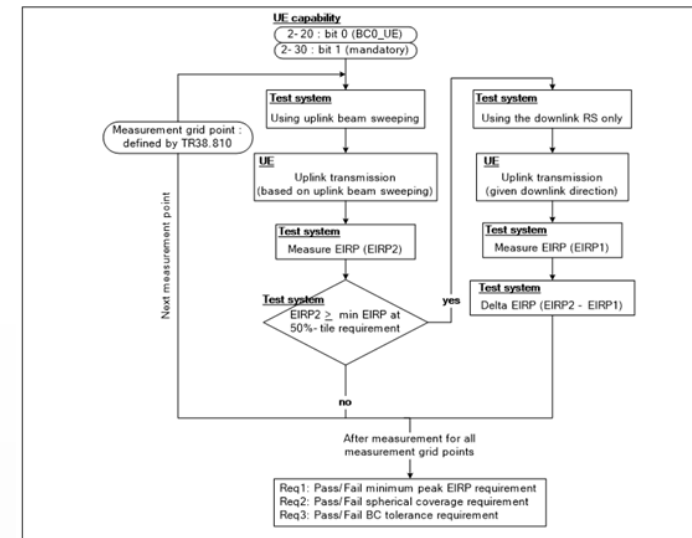 UE capability
2- 20 : bit 0 (BC0_UE)
2- 30 : bit 1 (mandatory)
Test system
Using uplink beam sweeping
Measurement grid point :
defined by TR38.810
UE
Uplink transmission
(based on uplink beam sweeping)
Test system
Measure EIRP (EIRP2)
Test system
EIRP2 ≥ min EIRP at
50%- tile requirement
yes
no
Test system
Using the downlink RS only
UE
Uplink transmission
(given downlink direction)
Test system
Measure EIRP (EIRP1)
Test system
Delta EIRP (EIRP2 - EIRP1)
Next measurement point
After measurement for all
measurement grid points
Req1: Pass/Fail minimum peak EIRP requirement
Req2: Pass/Fail spherical coverage requirement
Req3: Pass/Fail BC tolerance requirement